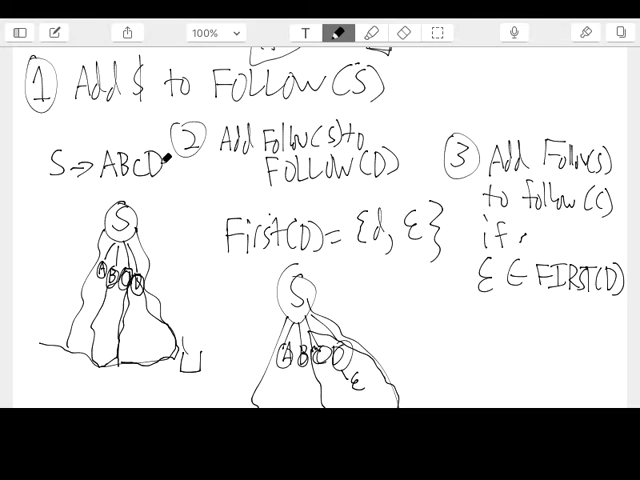 100%
T
1 Add $ to FOLLOW(S)
S => ABCD
2 Add Follow(s) to
FOLLOW(D)
3 Add Follow(s)
to follow(C)
if
ε ∈ FIRST(D)
First(D) = {d, ε}
S
A B C D
S
A B C D
ε